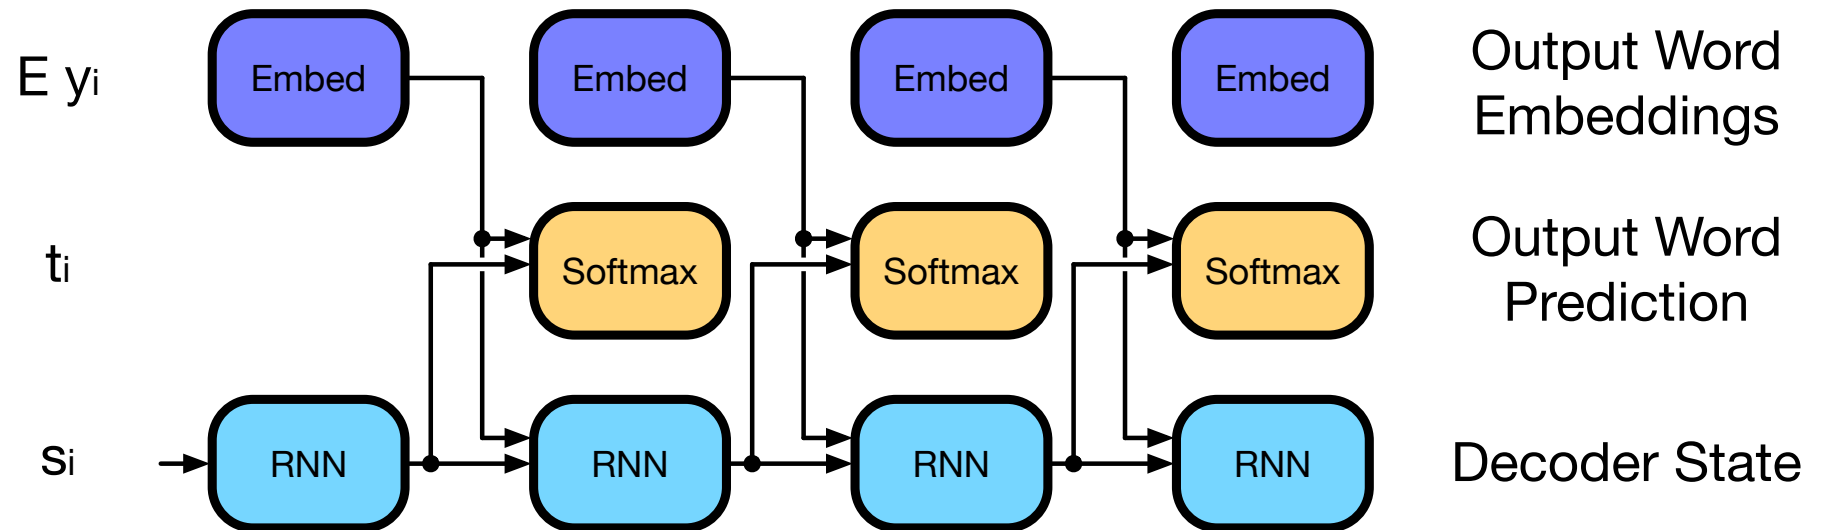 E yi
Embed
Embed
Embed
Embed
Output Word
Embeddings
ti
Softmax
Softmax
Softmax
Output Word
Prediction
si
RNN
RNN
RNN
RNN
Decoder State